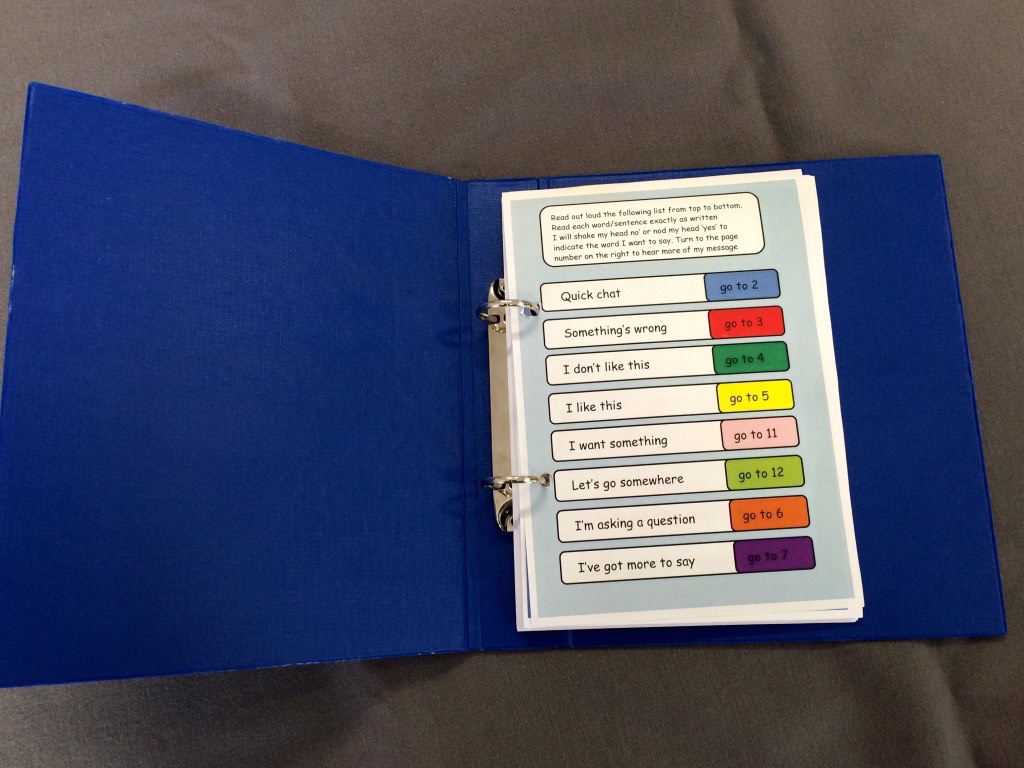 Read out loud the following list from top to bottom.
Read each word/sentence exactly as written
I will shake my head no' or nod my head 'yes' to
indicate the word I want to say. Turn to the page
number on the right to hear more of my message
Quick chat go to 2
Something's wrong go to 3
I don't like this go to 4
I like this go to 5
I want something go to 11
Let's go somewhere go to 12
I'm asking a question go to 6
I've got more to say go to 7